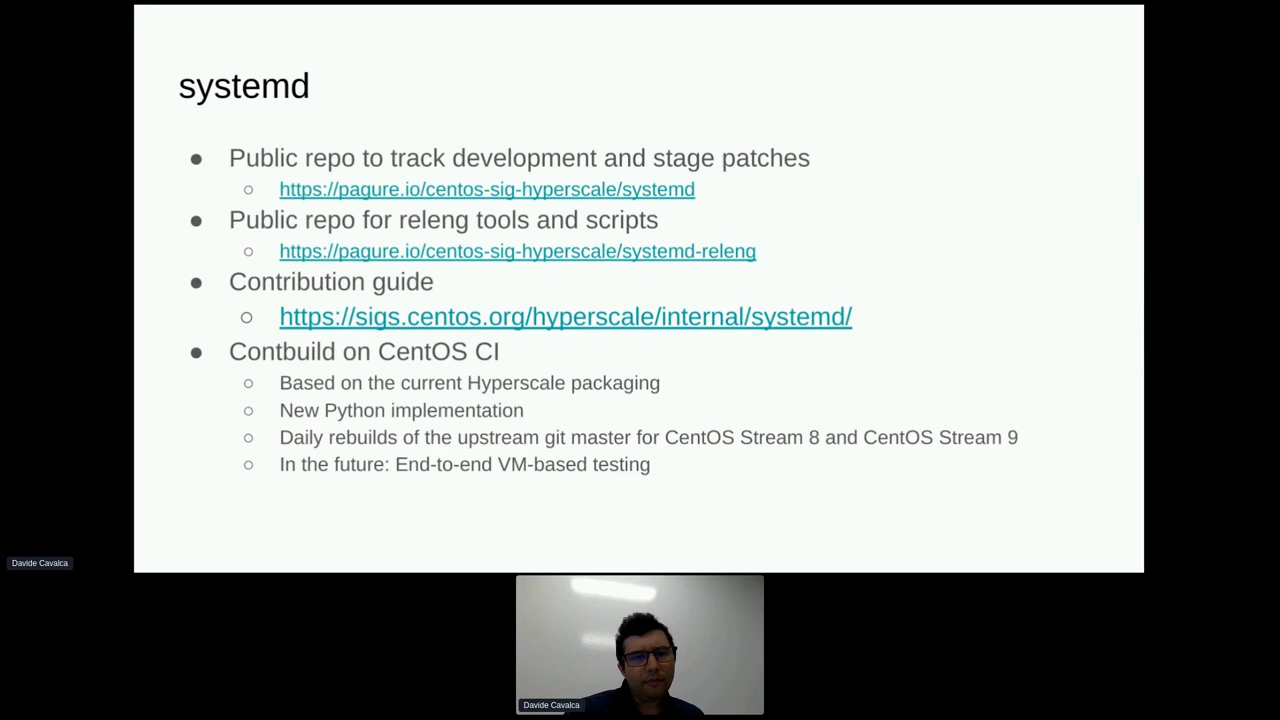 systemd
● Public repo to track development and stage patches
○ https://pagure.io/centos-sig-hyperscale/systemd
● Public repo for releng tools and scripts
○ https://pagure.io/centos-sig-hyperscale/systemd-releng
● Contribution guide
○ https://sigs.centos.org/hyperscale/internal/systemd/
● Contbuild on CentOS CI
○ Based on the current Hyperscale packaging
○ New Python implementation
○ Daily rebuilds of the upstream git master for CentOS Stream 8 and CentOS Stream 9
○ In the future: End-to-end VM-based testing
Davide Cavalca
Davide Cavalca